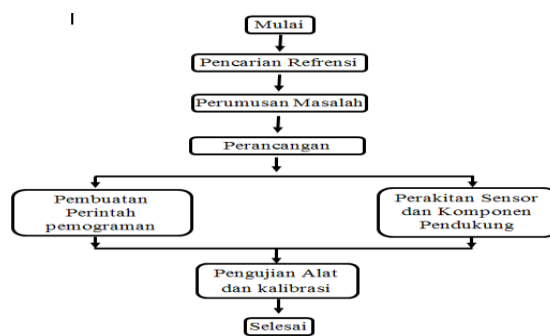 I
Mulai
Pencarian Refrensi
Perumusan Masalah
Perancangan
Pembuatan
Perintah
pemograman
Perakitan Sensor
dan Komponen
Pendukung
Pengujian Alat
dan kalibrasi
Selesai